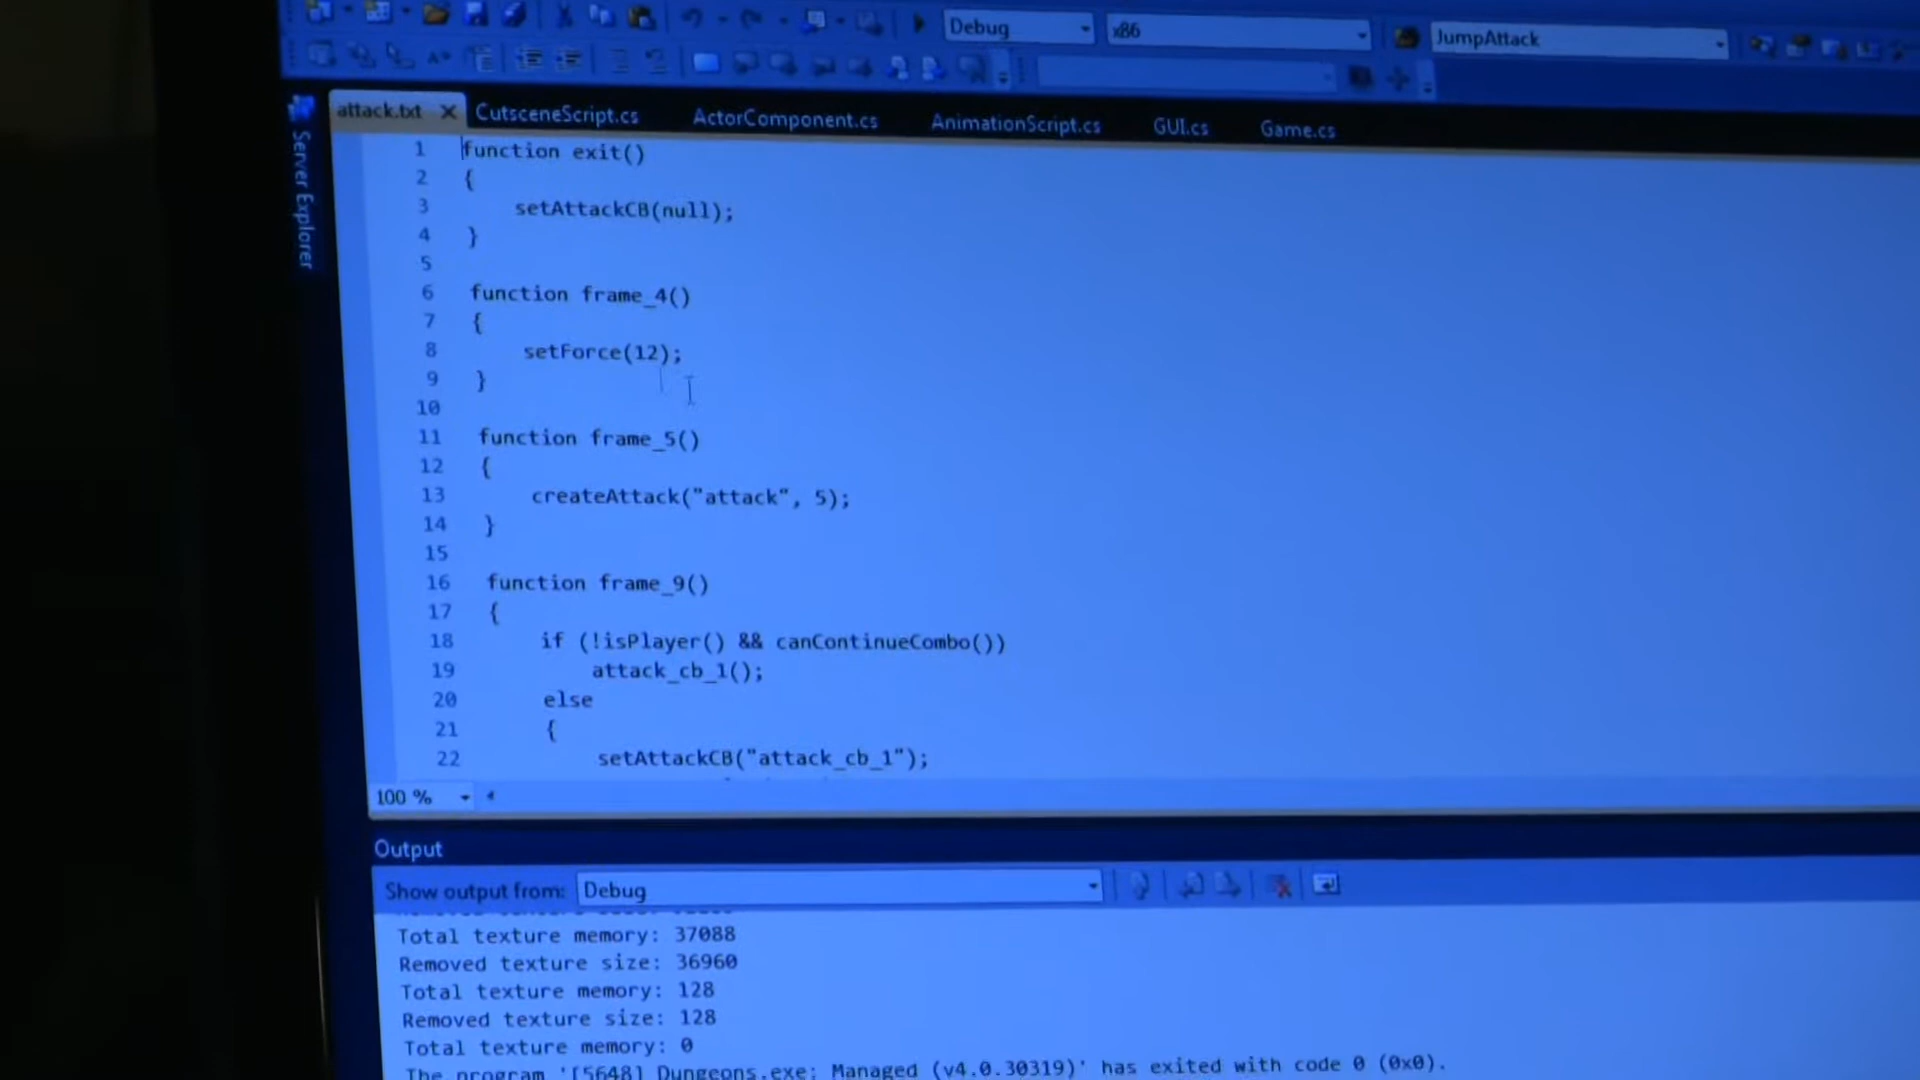 Debug x86 JumpAttack
Server Explorer
attack.txt CutsceneScript.cs ActorComponent.cs AnimationScript.cs GUI.cs Game.cs
1 function exit()
2 {
3 setAttackCB(null);
4 }
5
6 function frame_4()
7 {
8 setForce(12);
9 }
10
11 function frame_5()
12 {
13 createAttack("attack", 5);
14 }
15
16 function frame_9()
17 {
18 if (!isPlayer() && canContinueCombo())
19 attack_cb_1();
20 else
21 {
22 setAttackCB("attack_cb_1");
100 %
Output
Show output from: Debug
Total texture memory: 37088
Removed texture size: 36960
Total texture memory: 128
Removed texture size: 128
Total texture memory: 0
The program '[5648] Dungeons.exe: Managed (v4.0.30319)' has exited with code 0 (0x0).